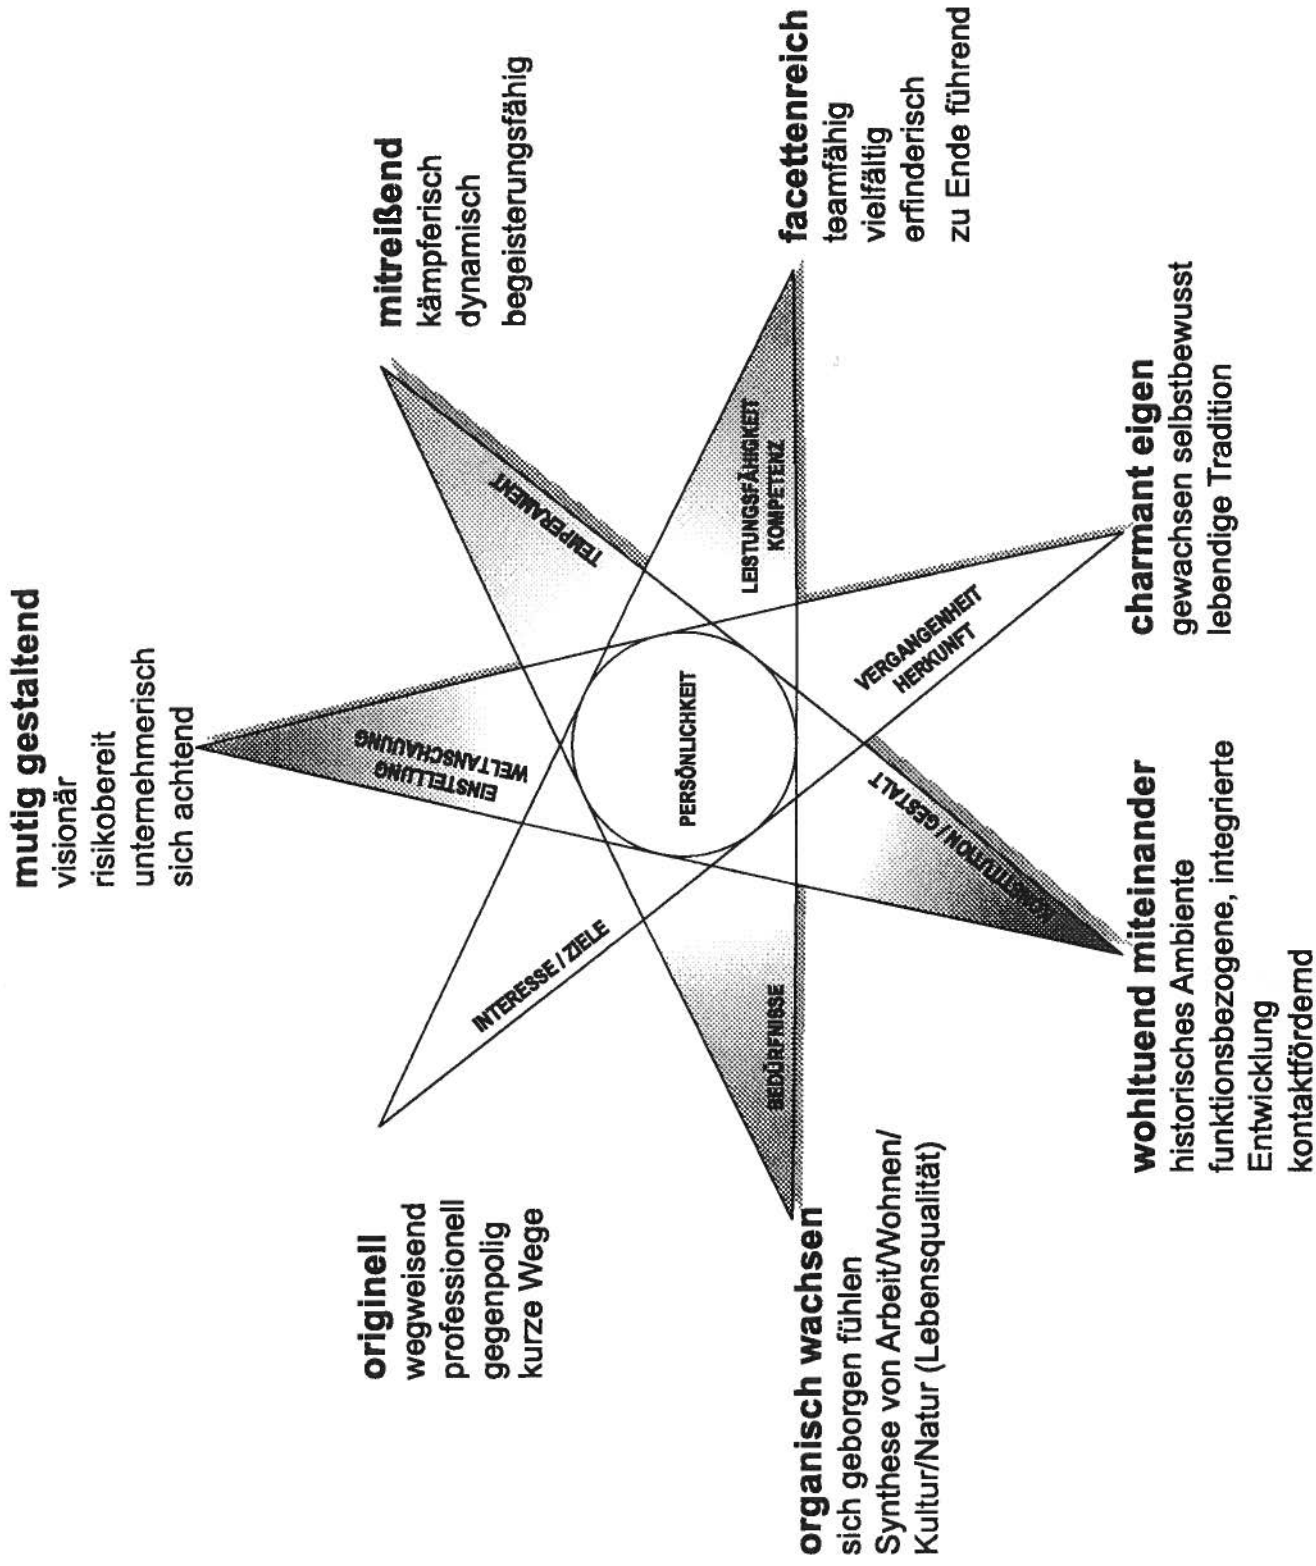 mutig gestaltend
visionär
risikobereit
unternehmerisch
sich achtend
mitreißend
kämpferisch
dynamisch
begeisterungsfähig
facettenreich
teamfähig
vielfältig
erfinderisch
zu Ende führend
charmant eigen
gewachsen selbstbewusst
lebendige Tradition
wohltuend miteinander
historisches Ambiente
funktionsbezogene, integrierte
Entwicklung
kontaktfördernd
organisch wachsen
sich geborgen fühlen
Synthese von Arbeit/Wohnen/
Kultur/Natur (Lebensqualität)
originell
wegweisend
professionell
gegenpolig
kurze Wege
EINSTELLUNG
WELTANSCHAUUNG
TEMPERAMENT
LEISTUNGSFÄHIGKEIT
KOMPETENZ
VERGANGENHEIT
HERKUNFT
KONSTITUTION / GESTALT
BEDÜRFNISSE
INTERESSE / ZIELE
PERSÖNLICHKEIT